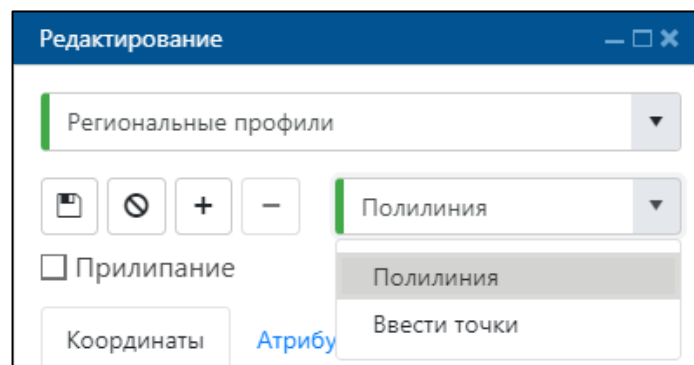 Редактирование
Региональные профили
Полилиния
Прилипание
Полилиния
Ввести точки
Координаты